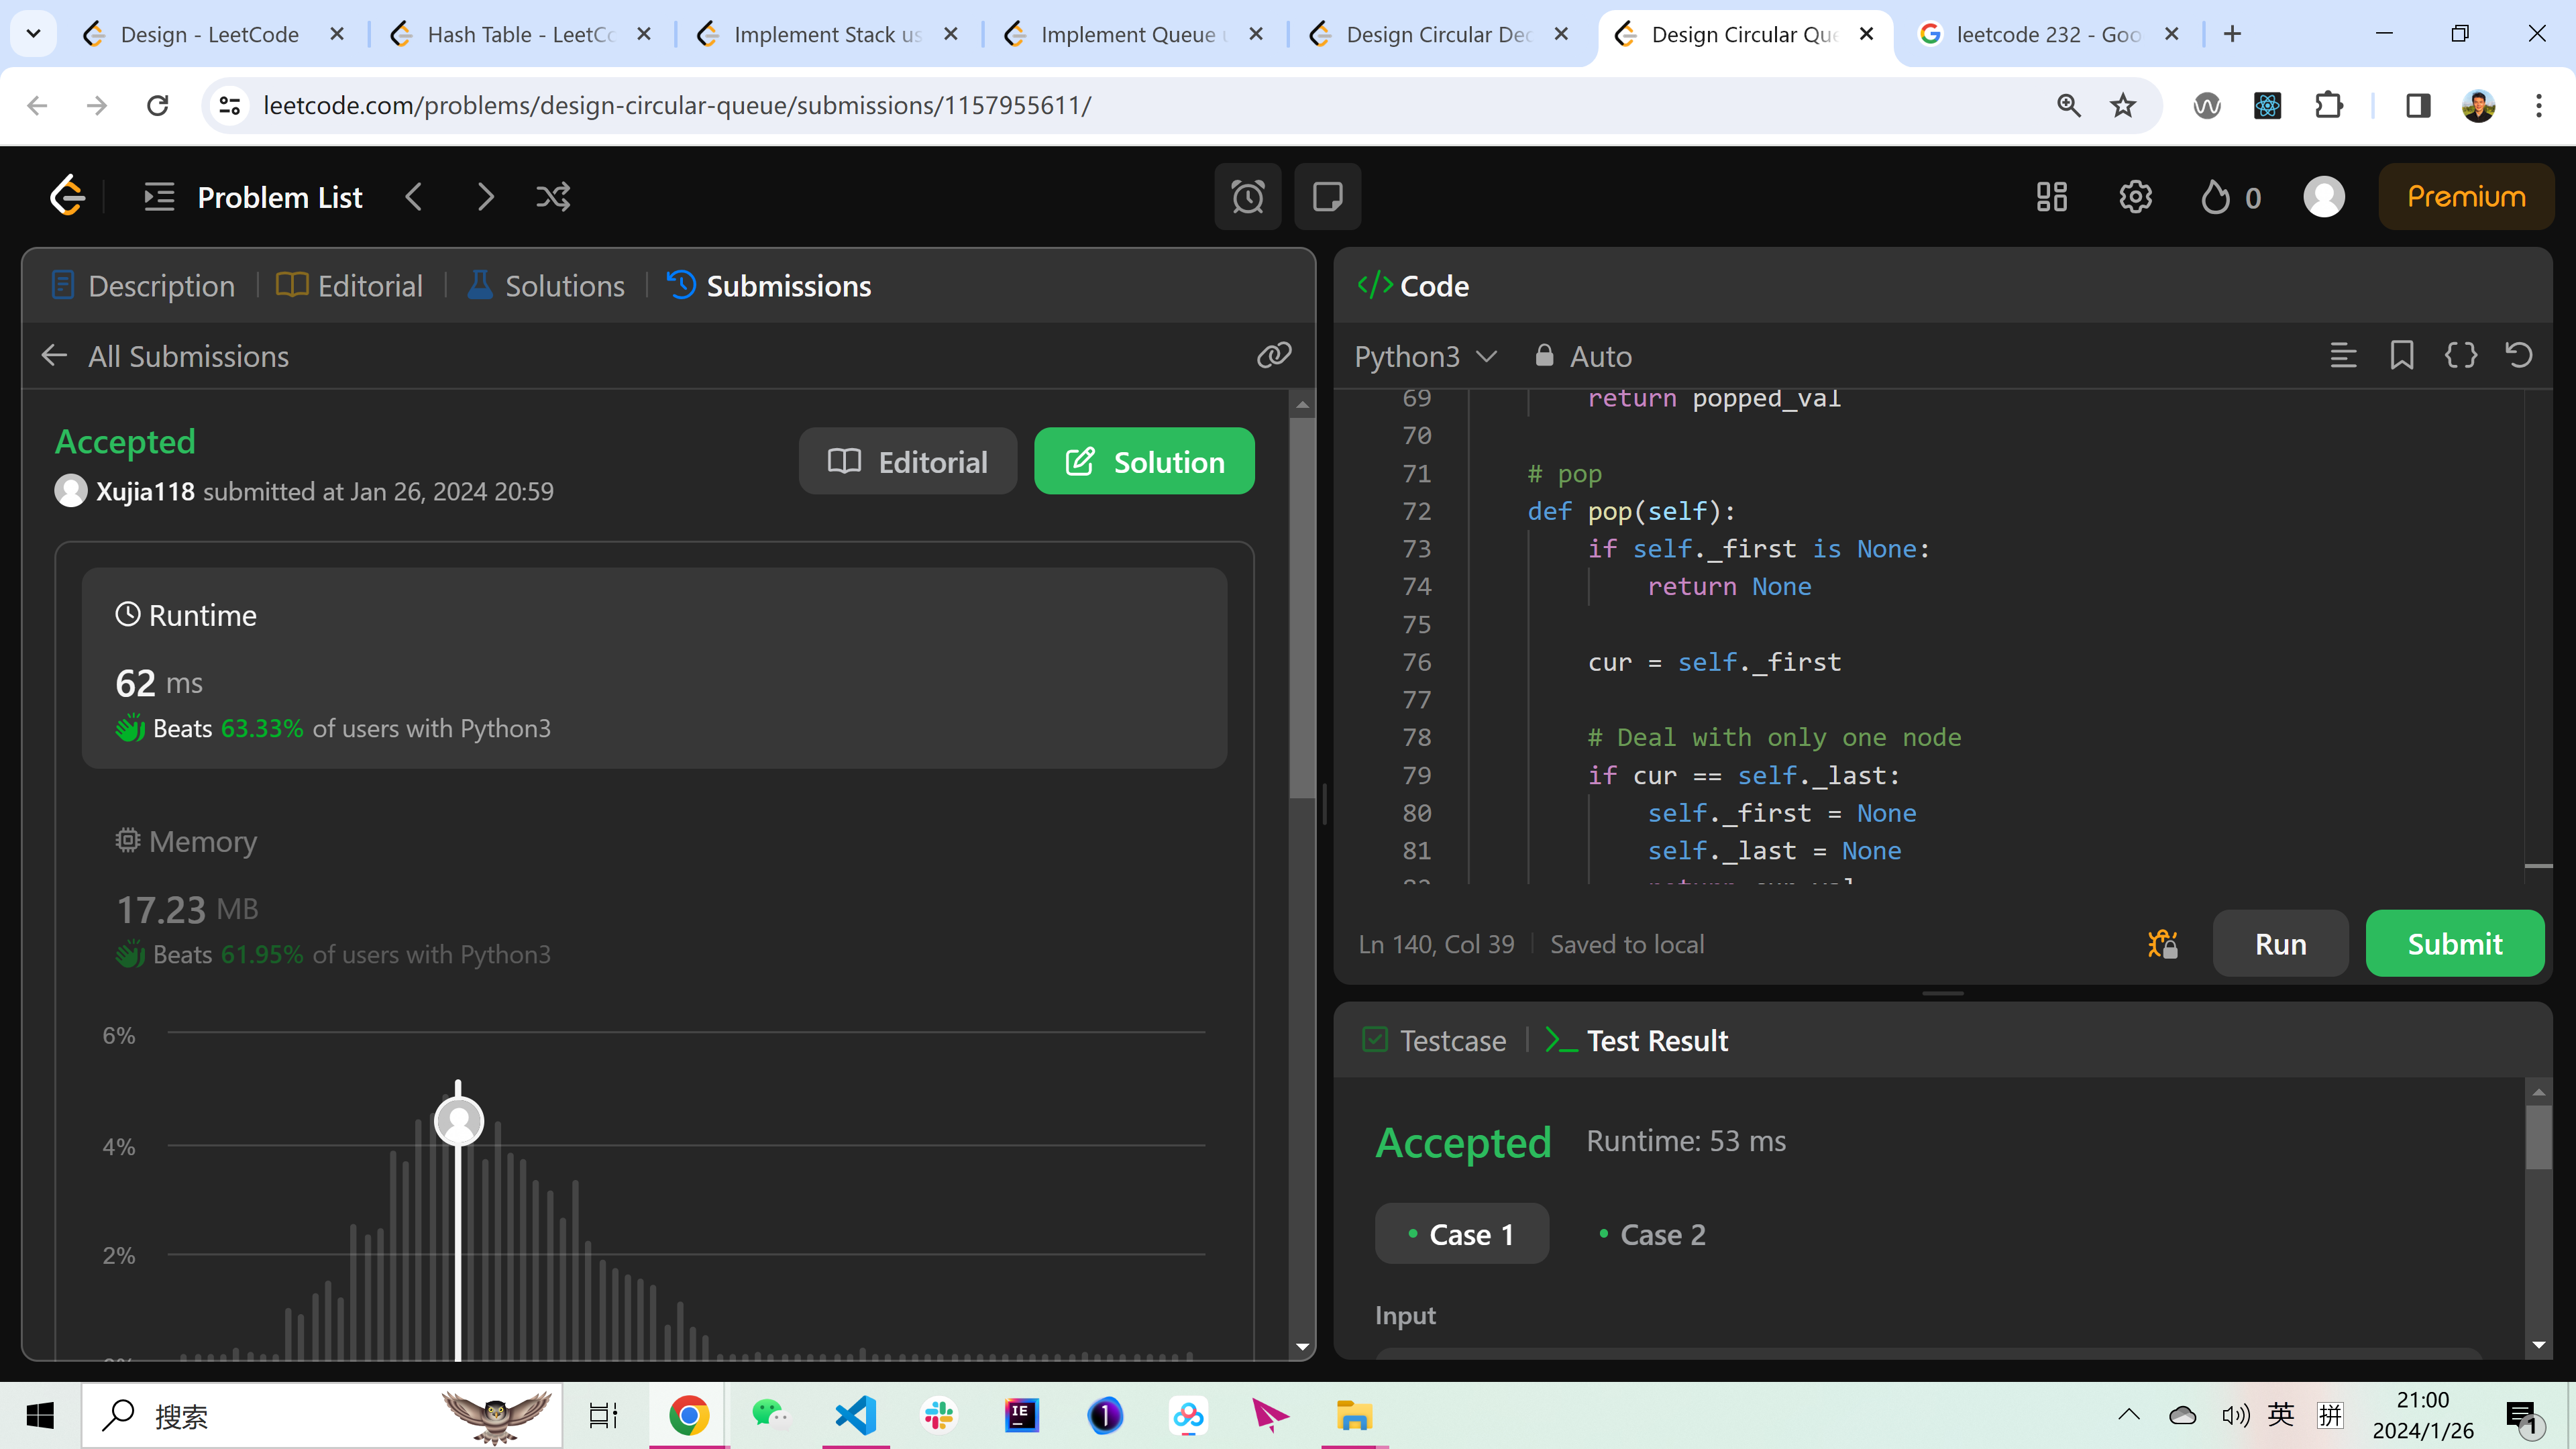 Design - LeetCode
Hash Table - LeetCo
Implement Stack us
Implement Queue u
Design Circular Dec
Design Circular Que
leetcode 232 - Goo
leetcode.com/problems/design-circular-queue/submissions/1157955611/
Problem List
0
Premium
Description
Editorial
Solutions
Submissions
All Submissions
Accepted
Xujia118 submitted at Jan 26, 2024 20:59
Editorial
Solution
Runtime
62 ms
Beats 63.33% of users with Python3
Memory
17.23 MB
Beats 61.95% of users with Python3
6%
4%
2%
Code
Python3
Auto
69 return popped_val
70
71 # pop
72 def pop(self):
73 if self._first is None:
74 return None
75
76 cur = self._first
77
78 # Deal with only one node
79 if cur == self._last:
80 self._first = None
81 self._last = None
Ln 140, Col 39
Saved to local
Run
Submit
Testcase
Test Result
Accepted
Runtime: 53 ms
Case 1
Case 2
Input
搜索
IE
1
英
拼
21:00
2024/1/26
1